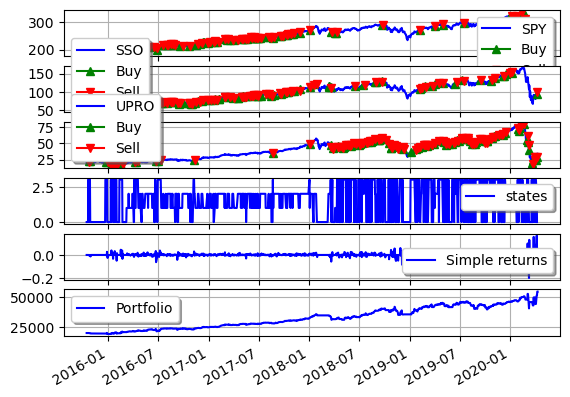 300
200
SPY
Buy
SSO
Buy
Sell
150
100
50
UPRO
Buy
Sell
75
50
25
2.5
0.0
states
0.0
−0.2
Simple returns
50000
25000
Portfolio
2016-01
2016-07
2017-01
2017-07
2018-01
2018-07
2019-01
2019-07
2020-01